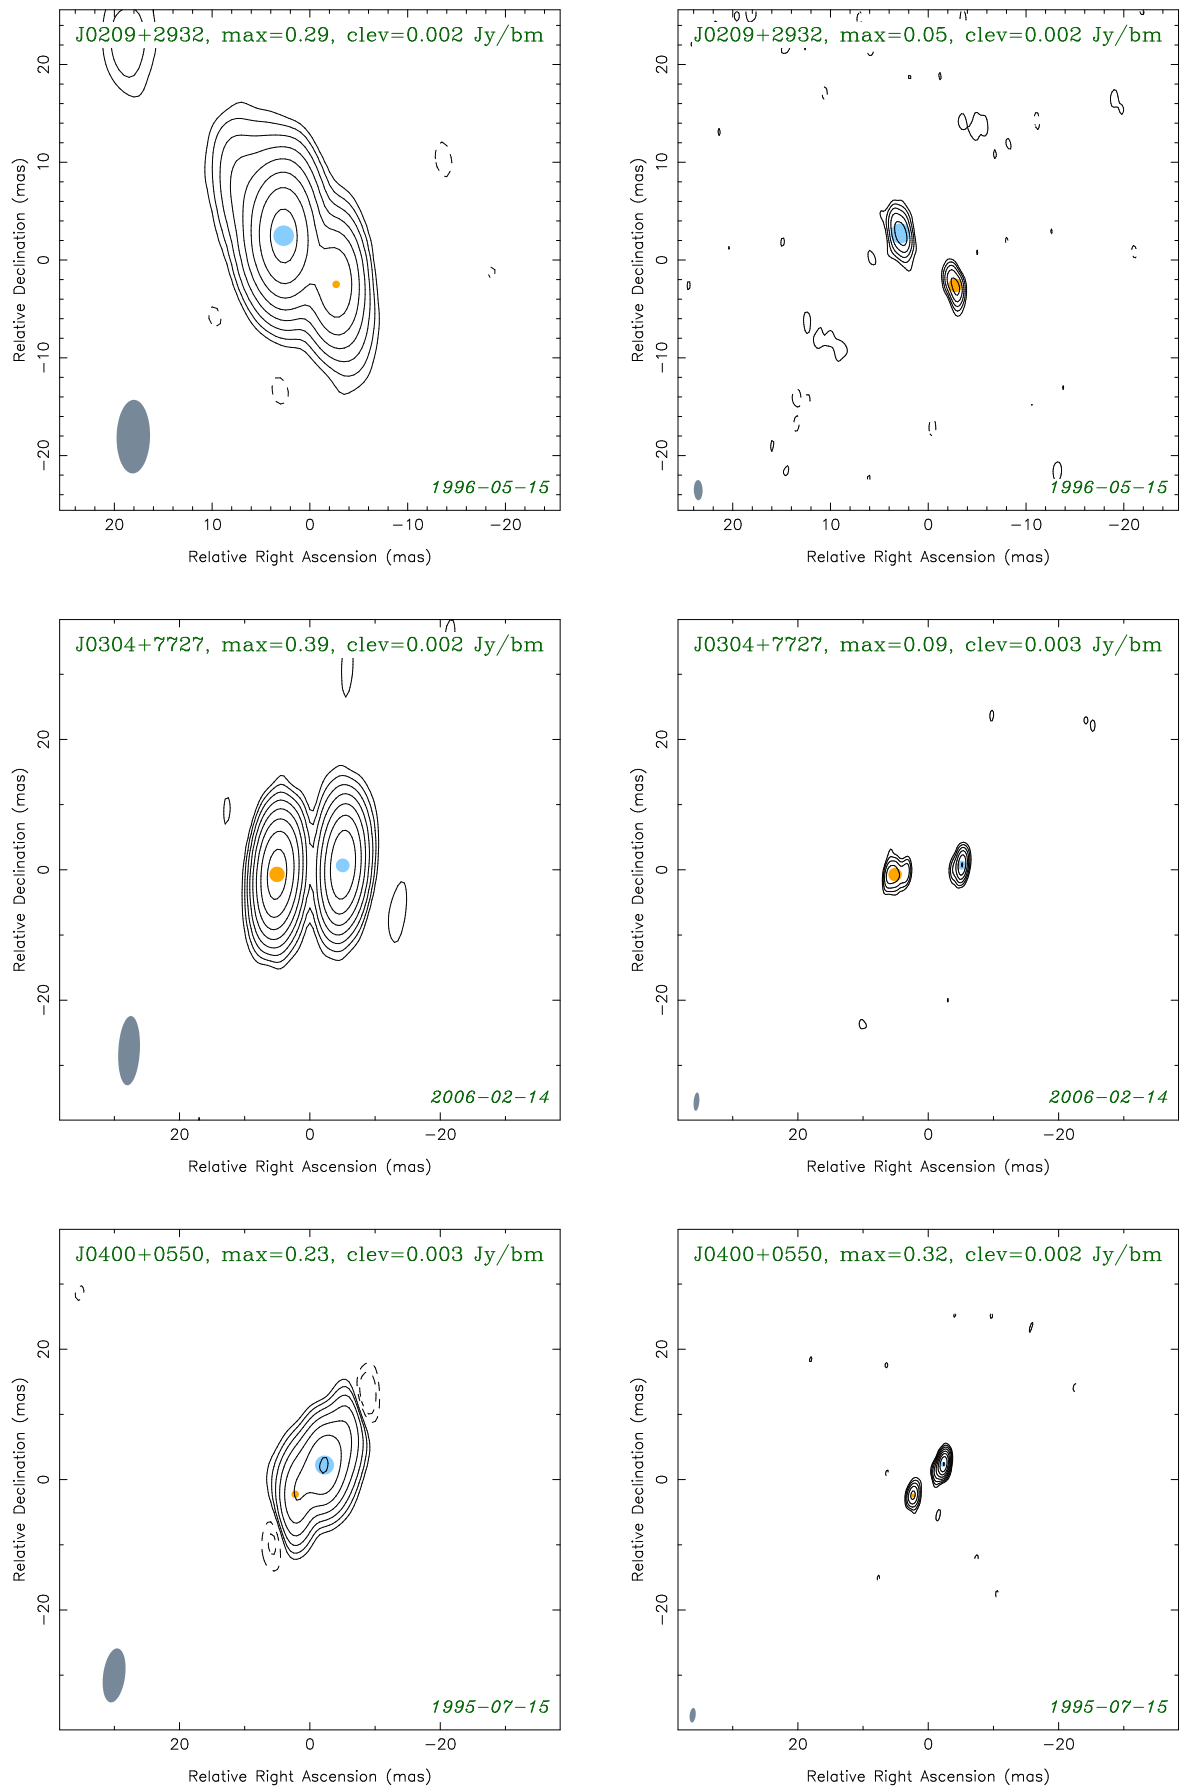 J0209+2932, max=0.29, clev=0.002 Jy/bm
Relative Declination (mas)
20
10
0
−10
−20
1996−05−15
20 10 0 −10 −20
Relative Right Ascension (mas)
J0209+2932, max=0.05, clev=0.002 Jy/bm
Relative Declination (mas)
20
10
0
−10
−20
1996−05−15
20 10 0 −10 −20
Relative Right Ascension (mas)
J0304+7727, max=0.39, clev=0.002 Jy/bm
Relative Declination (mas)
20
0
−20
2006−02−14
20 0 −20
Relative Right Ascension (mas)
J0304+7727, max=0.09, clev=0.003 Jy/bm
Relative Declination (mas)
20
0
−20
2006−02−14
20 0 −20
Relative Right Ascension (mas)
J0400+0550, max=0.23, clev=0.003 Jy/bm
Relative Declination (mas)
20
0
−20
1995−07−15
20 0 −20
Relative Right Ascension (mas)
J0400+0550, max=0.32, clev=0.002 Jy/bm
Relative Declination (mas)
20
0
−20
1995−07−15
20 0 −20
Relative Right Ascension (mas)